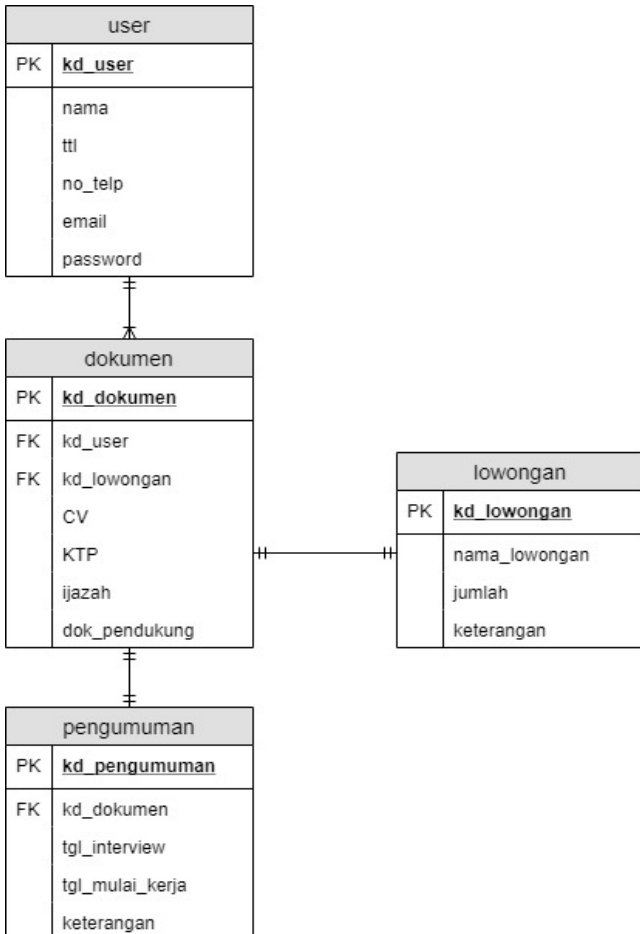 user
PK kd_user
nama
ttl
no_telp
email
password
dokumen
PK kd_dokumen
FK kd_user
FK kd_lowongan
CV
KTP
ijazah
dok_pendukung
lowongan
PK kd_lowongan
nama_lowongan
jumlah
keterangan
pengumuman
PK kd_pengumuman
FK kd_dokumen
tgl_interview
tgl_mulai_kerja
keterangan